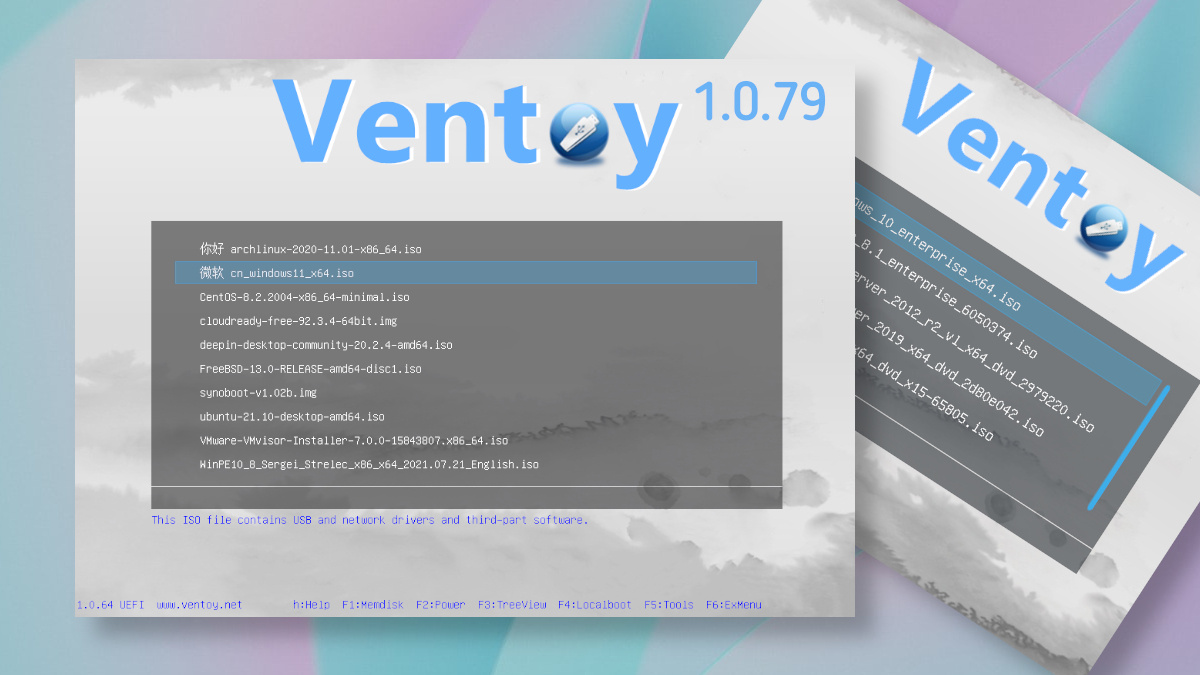 Ventoy 1.0.79
你好 archlinux-2020-11.01-x86_64.iso
微软 cn_windows11_x64.iso
CentOS-8.2.2004-x86_64-minimal.iso
cloudready-free-92.3.4-64bit.img
deepin-desktop-community-20.2.4-amd64.iso
FreeBSD-13.0-RELEASE-amd64-disc1.iso
synoboot-v1.02b.img
ubuntu-21.10-desktop-amd64.iso
VMware-VMvisor-Installer-7.0.0-15843807.x86_64.iso
WinPE10_8_Sergei_Strelec_x86_x64_2021.07.21_English.iso
This ISO file contains USB and network drivers and third-part software.
1.0.64 UEFI www.ventoy.net h:Help F1:Memdisk F2:Power F3:TreeView F4:Localboot F5:Tools F6:ExMenu
Ventoy
ows_10_enterprise_x64.iso
_8.1_enterprise_6050374.iso
erver_2012_r2_vl_x64_dvd_2979220.iso
er_2019_x64_dvd_2d80e042.iso
x64_dvd_x15-65805.iso